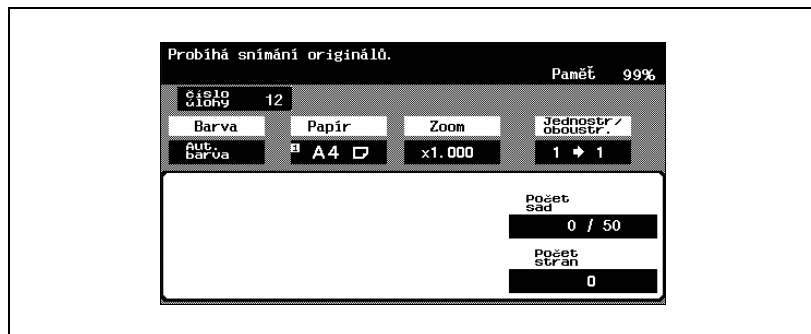 Probíhá snímání originálů.
Paměť 99%
číslo
úlohy 12
Barva Papír Zoom Jednostr/
oboustr.
Aut.
barva 1 A4 x1.000 1 → 1
Počet
sad
0 / 50
Počet
stran
0